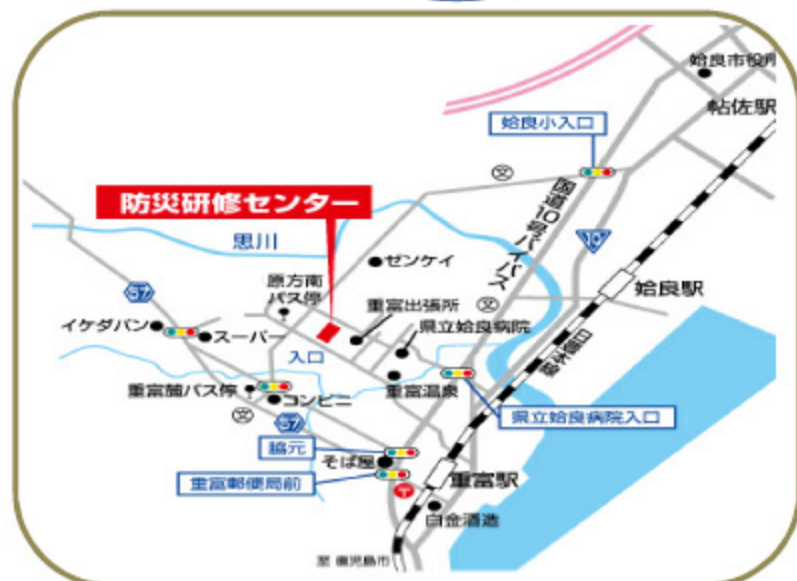 姶良市役所
帖佐駅
姶良小入口
文
防災研修センター
国道10号バイパス
思川
10
ゼンケイ
57
原方南
バス停
重富出張所
姶良駅
文
イケダパン
スーパー
県立姶良病院
日豊本線
入口
重富麓バス停
コンビニ
重富温泉
文
57
県立姶良病院入口
脇元
そば屋
重富郵便局前
重富駅
〒
白金酒造
至 鹿児島市